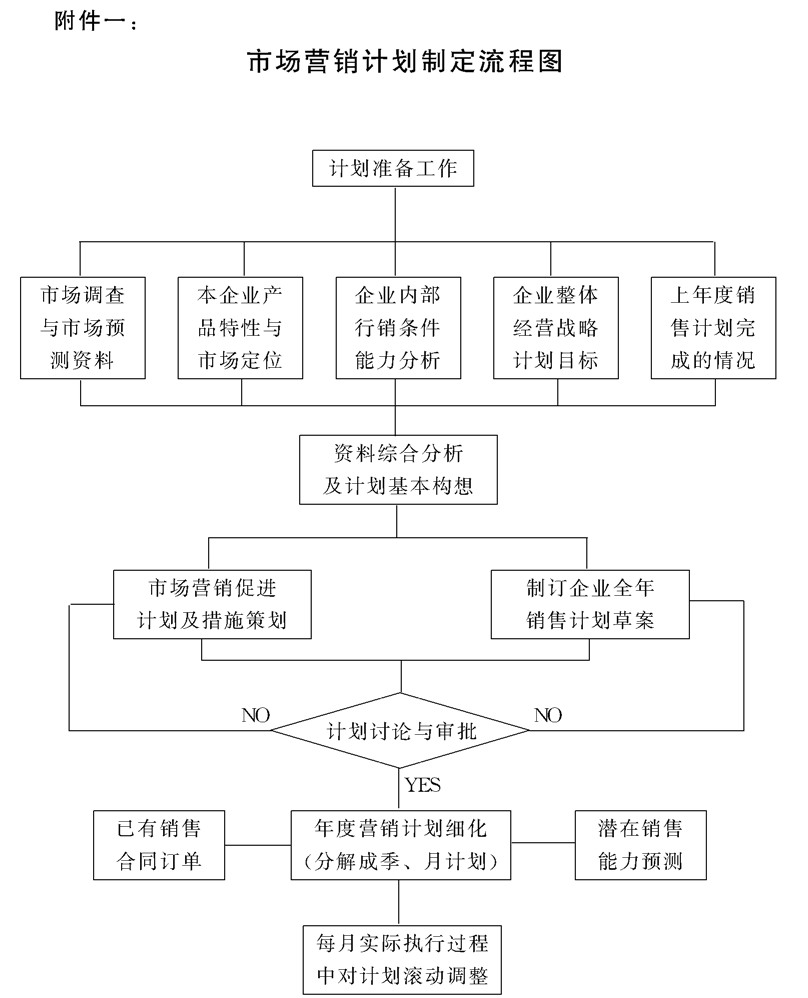 附件一：
市场营销计划制定流程图
计划准备工作
市场调查
与市场预
测资料
本企业产
品特性与
市场定位
企业内部
行销条件
能力分析
企业整体
经营战略
计划目标
上年度销
售计划完
成的情况
资料综合分析
及计划基本构想
市场营销促进
计划及措施策划
制订企业全年
销售计划草案
NO
计划讨论与审批
NO
YES
已有销售
合同订单
年度营销计划细化
（分解成季、月计划）
潜在销售
能力预测
每月实际执行过程
中对计划滚动调整